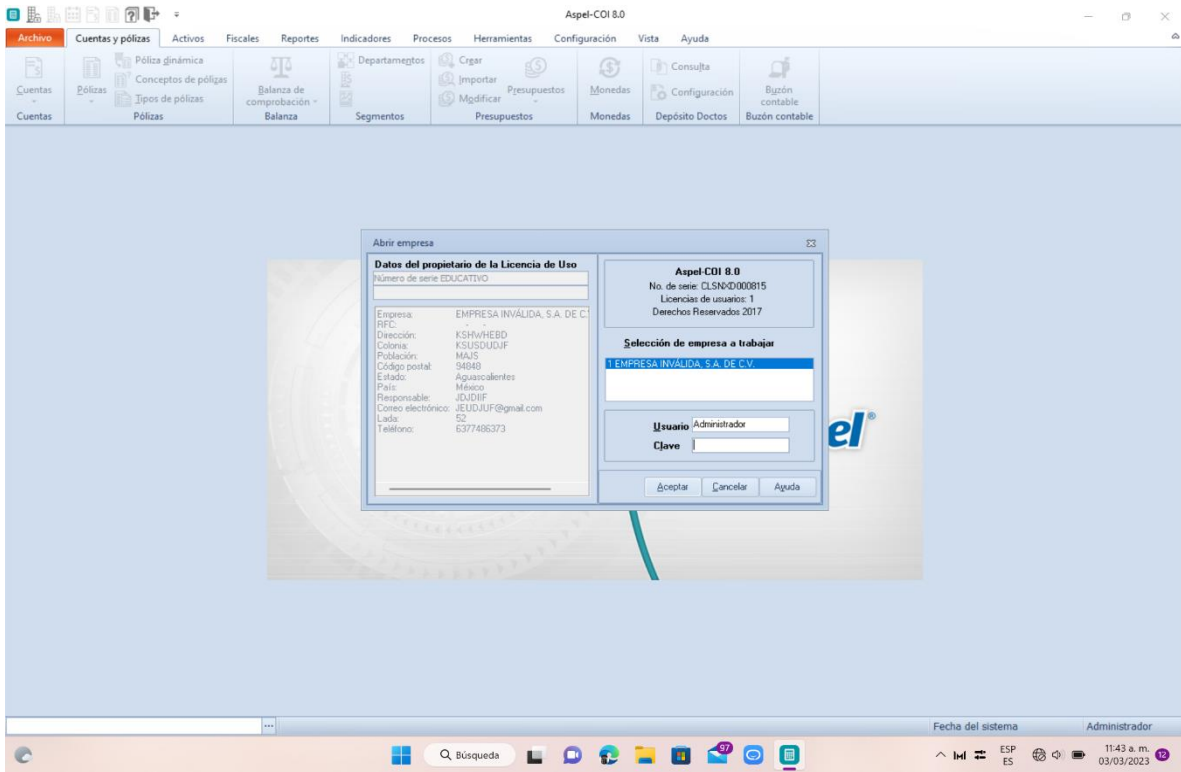 Aspel-COI 8.0
Archivo Cuentas y pólizas Activos Fiscales Reportes Indicadores Procesos Herramientas Configuración Vista Ayuda
Cuentas
Cuentas
Pólizas
Póliza dinámica
Conceptos de pólizas
Tipos de pólizas
Pólizas
Balanza de
comprobación
Balanza
Departamentos
Segmentos
Crear
Importar
Modificar
Presupuestos
Presupuestos
Monedas
Monedas
Consulta
Configuración
Depósito Doctos
Buzón
contable
Buzón contable
Abrir empresa
Datos del propietario de la Licencia de Uso
Número de serie EDUCATIVO
Empresa: EMPRESA INVÁLIDA, S.A. DE C.
RFC: - -
Dirección: KSHWHEBD
Colonia: KSUSDUDJF
Población: MAJS
Código postal: 94848
Estado: Aguascalientes
País: México
Responsable: JDJDIIF
Correo electrónico: JEUDJUF@gmail.com
Lada: 52
Teléfono: 6377486373
Aspel-COI 8.0
No. de serie: CLSNXD000815
Licencias de usuarios: 1
Derechos Reservados 2017
Selección de empresa a trabajar
1 EMPRESA INVÁLIDA, S.A. DE C.V.
Usuario Administrador
Clave
Aceptar Cancelar Ayuda
el®
Fecha del sistema Administrador
Búsqueda
97
ESP
ES
11:43 a. m.
03/03/2023
12